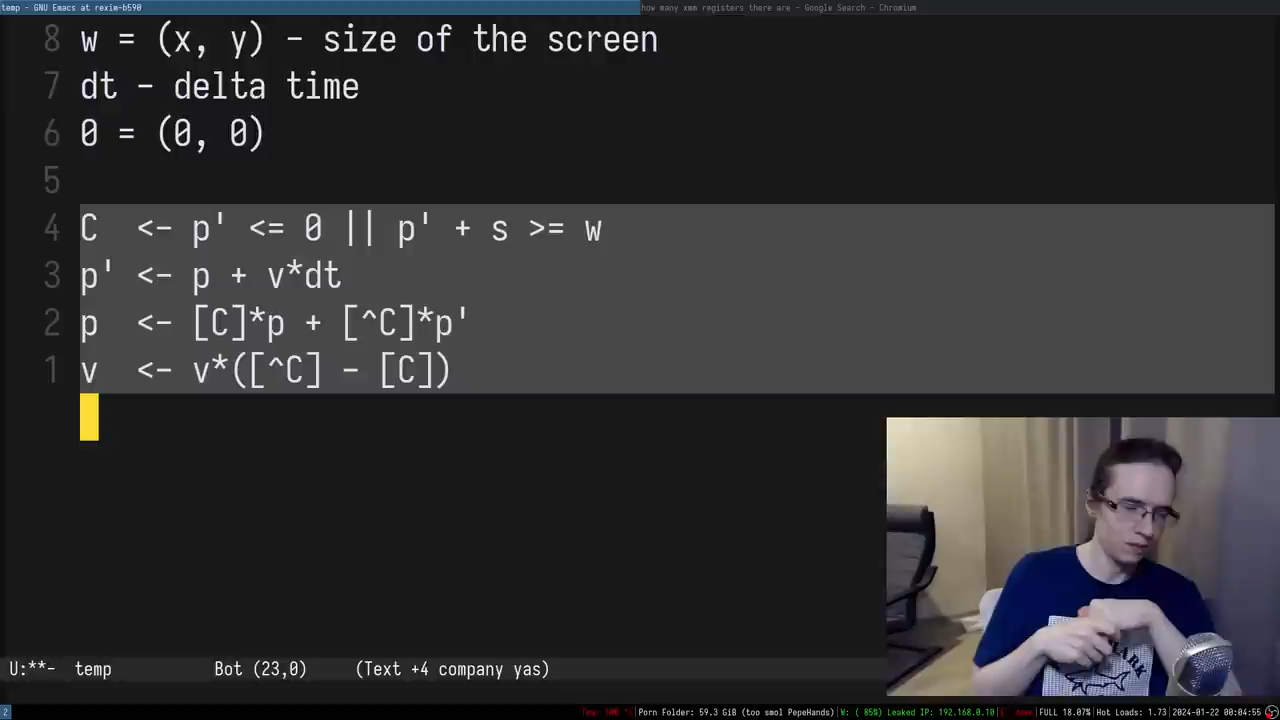 temp - GNU Emacs at rexim-b590
how many xmm registers there are - Google Search - Chromium
8 w = (x, y) - size of the screen
7 dt - delta time
6 0 = (0, 0)
5
4 C  <- p' <= 0 || p' + s >= w
3 p' <- p + v*dt
2 p  <- [C]*p + [^C]*p'
1 v  <- v*([^C] - [C])
U:**-  temp  Bot (23,0)  (Text +4 company yas)
2
Porn Folder: 59.3 GiB (too smol PepeHands)|W: ( 85%) Leaked IP: 192.168.0.10|
FULL 18.07%|Hot Loads: 1.73|2024-01-22 00:04:55